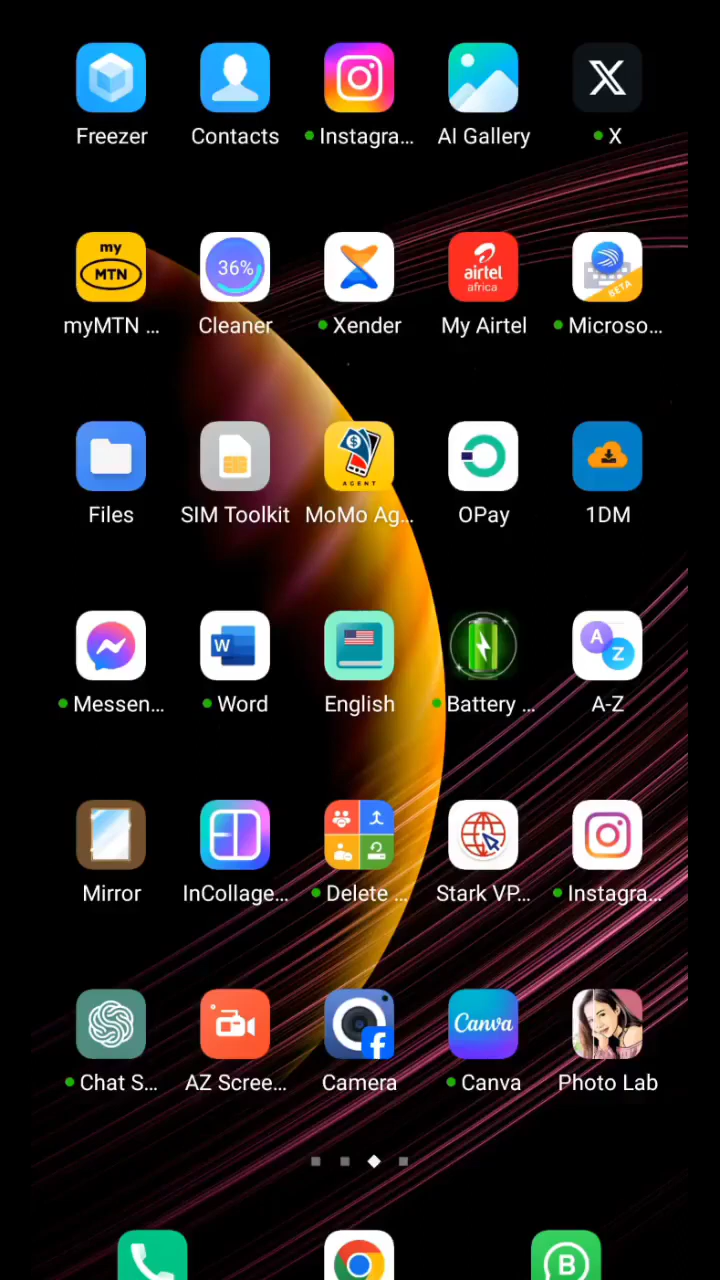 Freezer Contacts Instagra... AI Gallery X
my
MTN
36%
airtel
africa
BETA
myMTN ... Cleaner Xender My Airtel Microso...
AGENT
Files SIM Toolkit MoMo Ag... OPay 1DM
W
A
Z
Messen... Word English Battery ... A-Z
Mirror InCollage... Delete ... Stark VP... Instagra...
Canva
Chat S... AZ Scree... Camera Canva Photo Lab
B